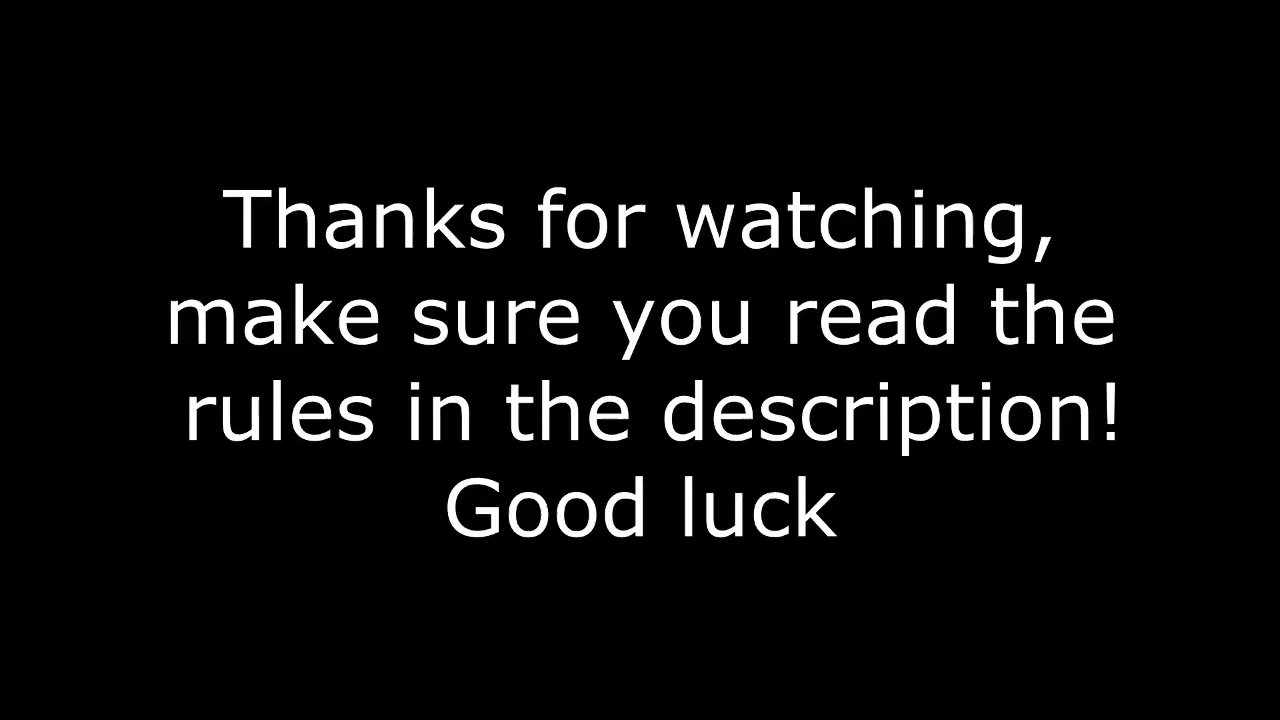 Thanks for watching,
make sure you read the
rules in the description!
Good luck